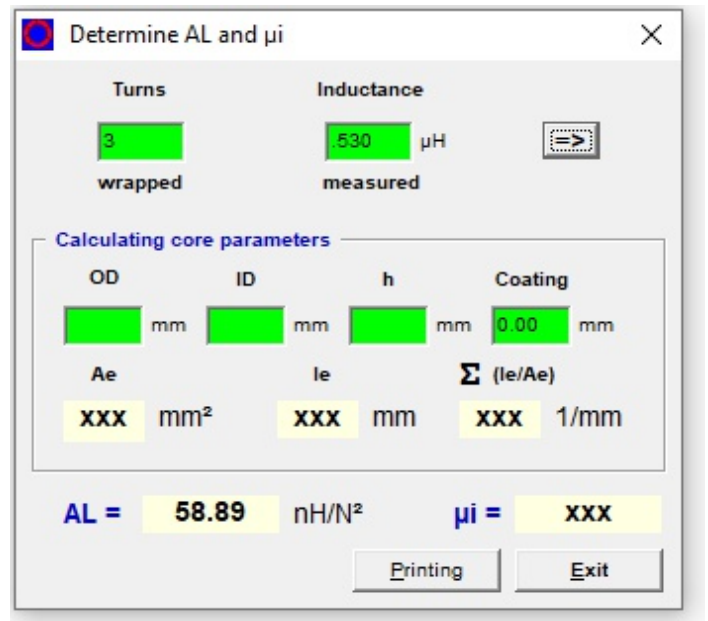 Determine AL and µi
Turns Inductance
3 .530 µH =>
wrapped measured
Calculating core parameters
OD ID h Coating
mm mm mm 0.00 mm
Ae le Σ (le/Ae)
xxx mm² xxx mm xxx 1/mm
AL = 58.89 nH/N² µi = xxx
Printing Exit